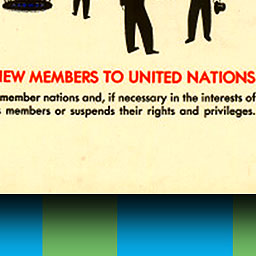 NEW MEMBERS TO UNITED NATIONS
member nations and, if necessary in the interests of
members or suspends their rights and privileges.